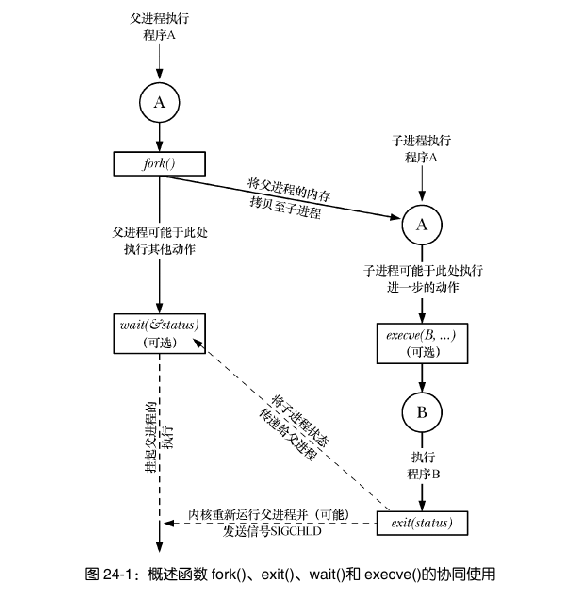 父进程执行
程序A
A
fork()
将父进程的内存
拷贝至子进程
子进程执行
程序A
A
父进程可能于此处
执行其他动作
子进程可能于此处执行
进一步的动作
wait(&status)
(可选)
execve(B, ...)
(可选)
B
将子进程状态
传递给父进程
挂起父进程的
执行
执行
程序B
内核重新运行父进程并（可能）
发送信号SIGCHLD
exit(status)
图 24-1：概述函数 fork()、exit()、wait()和 execve()的协同使用